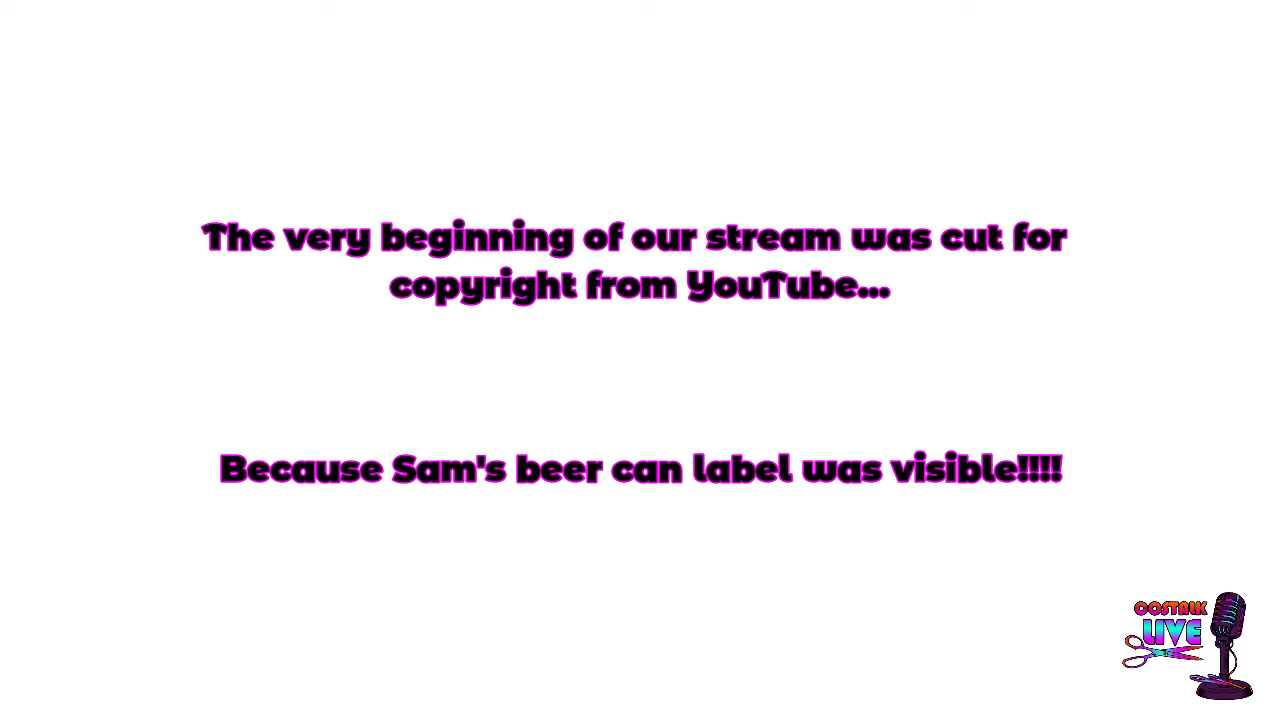 The very beginning of our stream was cut for
copyright from YouTube...
Because Sam's beer can label was visible!!!!
OOSTALK
LIVE